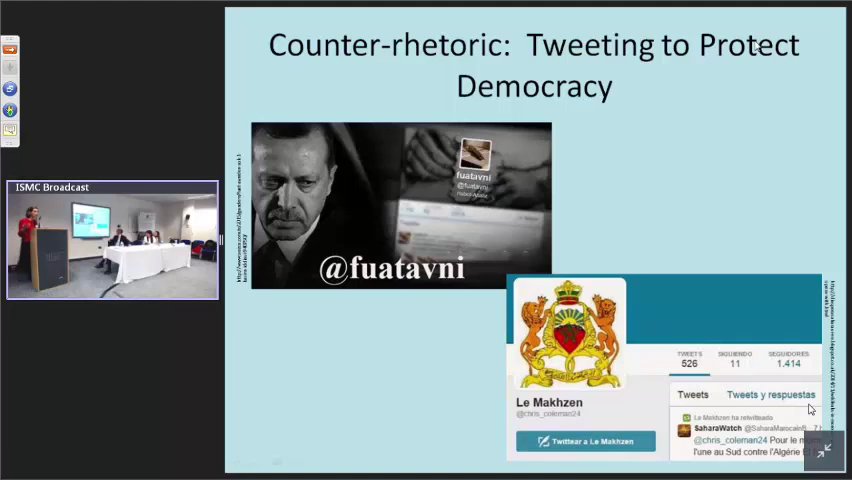 Counter-rhetoric: Tweeting to Protect
Democracy
ISMC Broadcast
fuatavni
@fuatavni
@fuatavni
TWEETS SIGUIENDO SEGUIDORES
526 11 1.414
Le Makhzen
@chris_coleman24
Twittear a Le Makhzen
Tweets Tweets y respuestas
Le Makhzen ha retwitteado
SaharaWatch @SaharaMarocain5
@chris_coleman24 Pour le
l'une au Sud contre l'Algérie